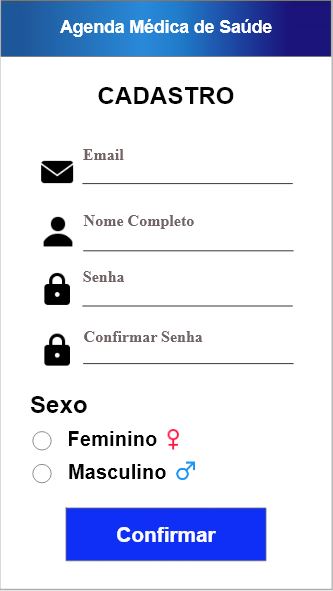 Agenda Médica de Saúde
CADASTRO
Email
Nome Completo
Senha
Confirmar Senha
Sexo
Feminino
Masculino
Confirmar